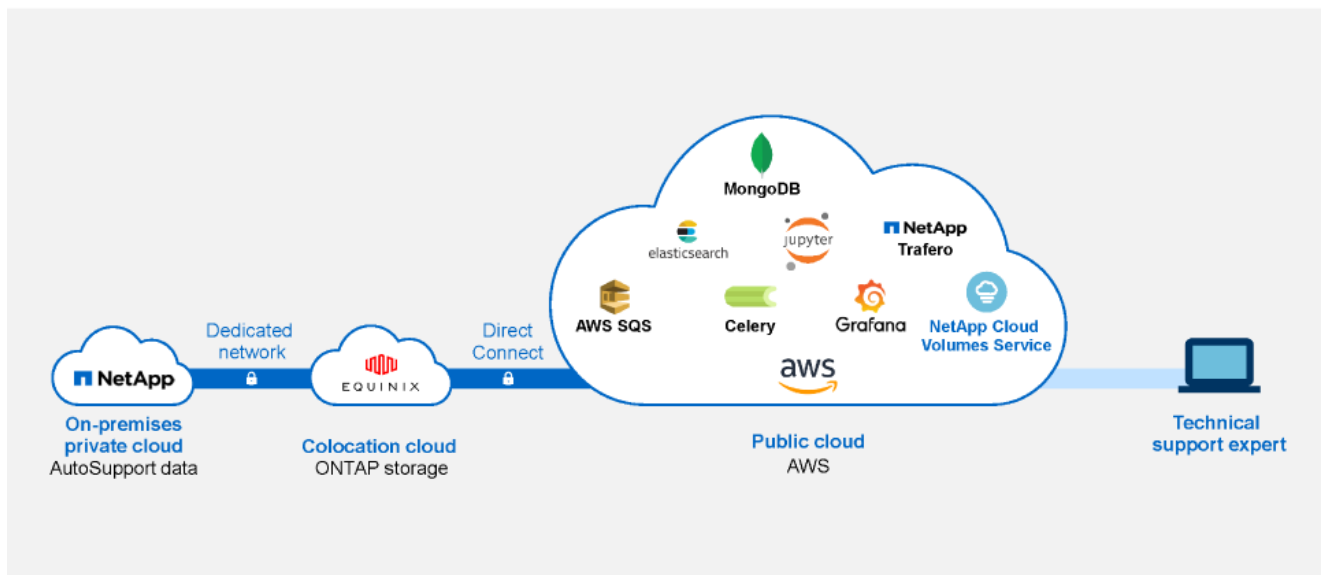 MongoDB
elasticsearch
jupyter
NetApp
Trafero
AWS SQS
Celery
Grafana
NetApp Cloud
Volumes Service
aws
Dedicated
network
Direct
Connect
NetApp
EQUINIX
On-premises
private cloud
AutoSupport data
Colocation cloud
ONTAP storage
Public cloud
AWS
Technical
support expert